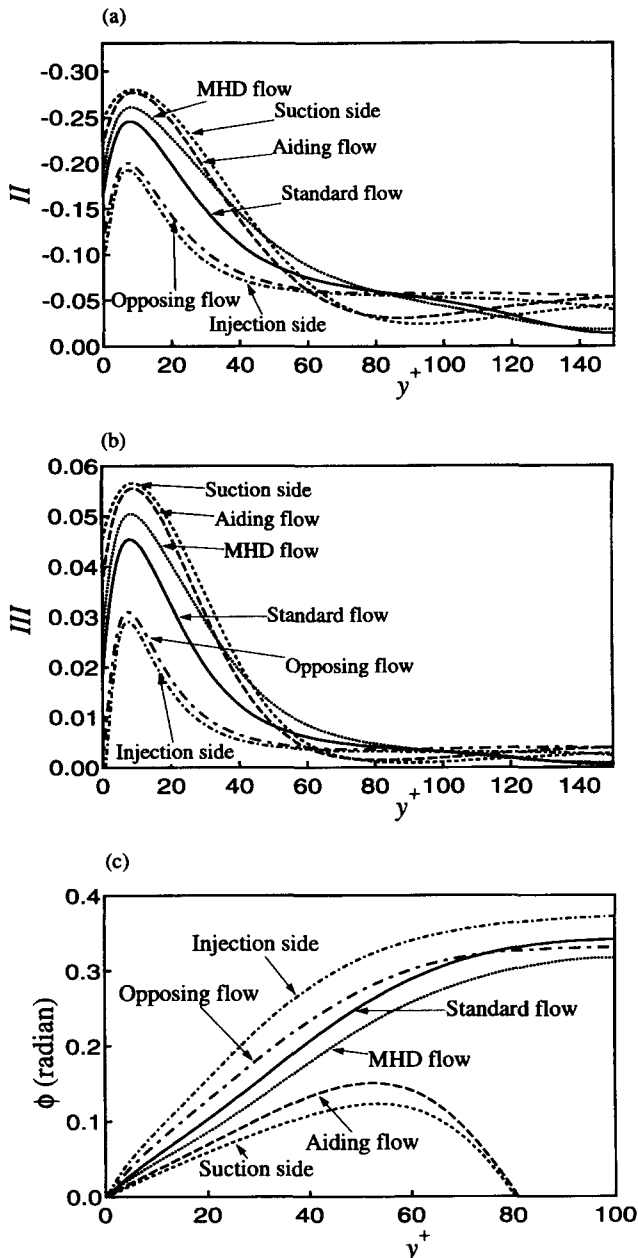 (a)
-0.30
-0.25
-0.20
-0.15
-0.10
-0.05
0.00
II
MHD flow
Suction side
Aiding flow
Standard flow
Opposing flow
Injection side
0 20 40 60 80 100 120 140
y+
(b)
0.06
0.05
0.04
0.03
0.02
0.01
0.00
III
Suction side
Aiding flow
MHD flow
Standard flow
Opposing flow
Injection side
0 20 40 60 80 100 120 140
y+
(c)
0.4
0.3
0.2
0.1
0.0
ϕ (radian)
Injection side
Opposing flow
Standard flow
MHD flow
Aiding flow
Suction side
20 40 60 80 100
y+